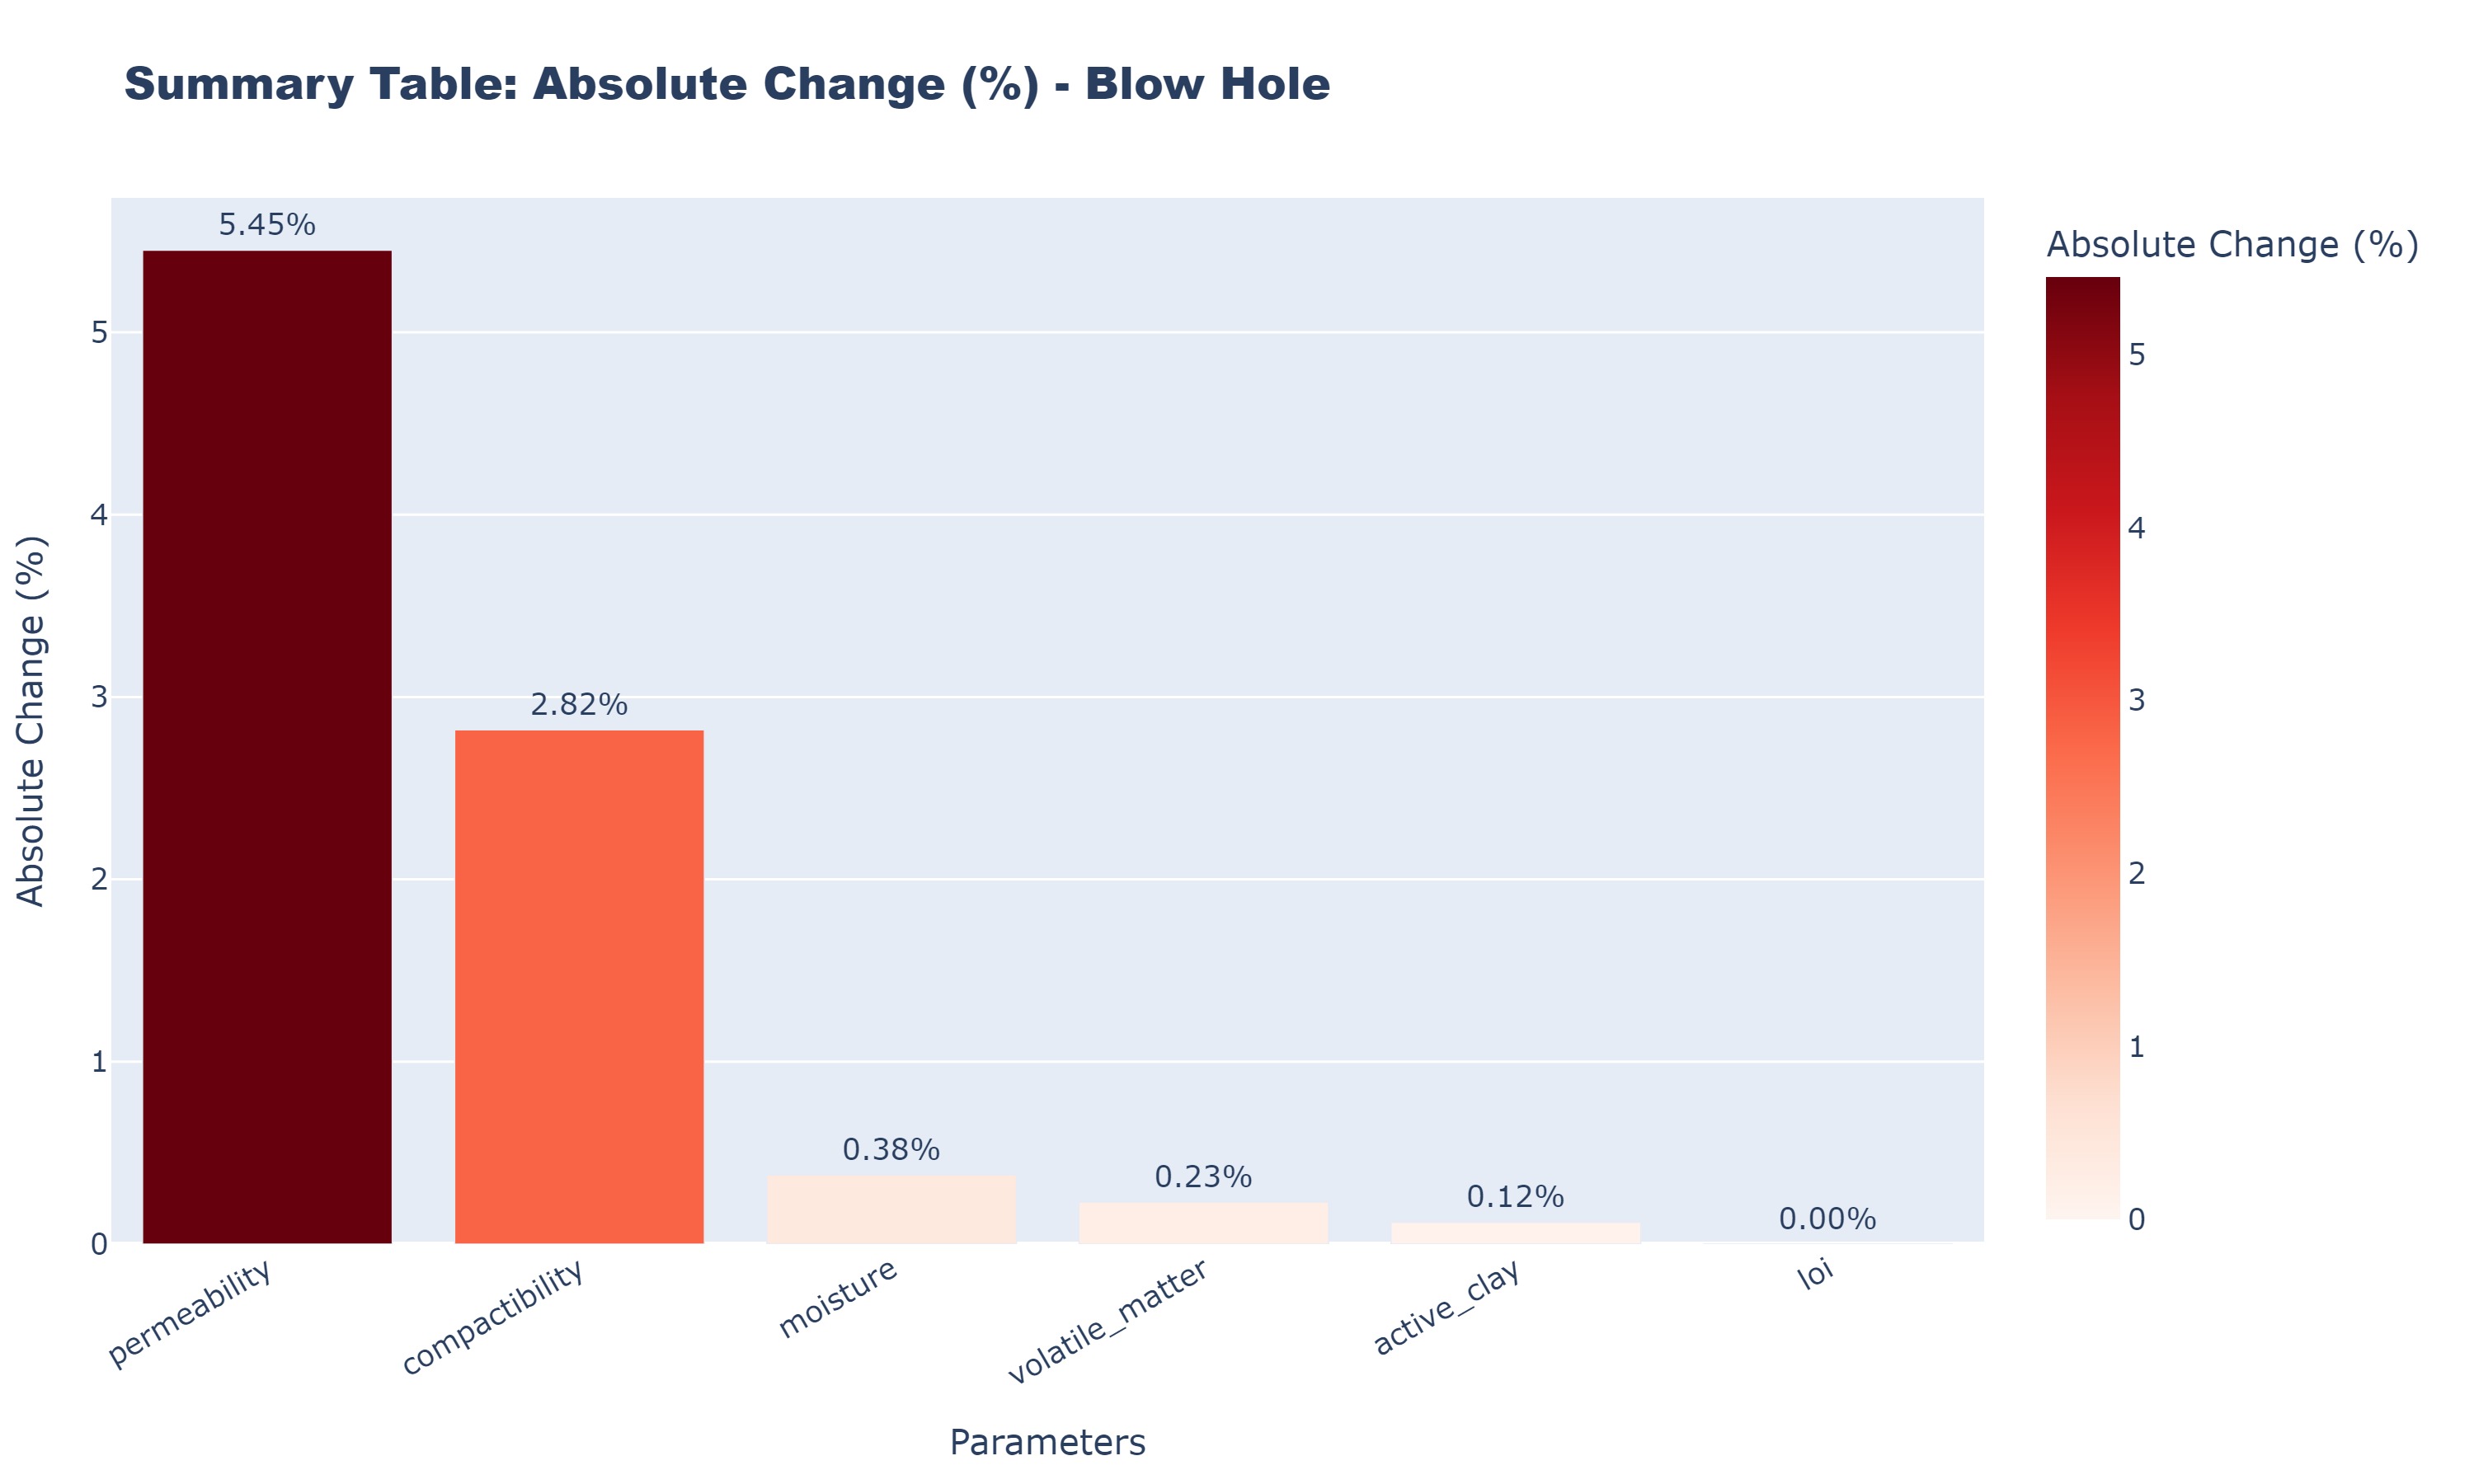 Summary Table: Absolute Change (%) - Blow Hole
Absolute Change (%)
5
4
3
2
1
0
5.45%
2.82%
0.38%
0.23%
0.12%
0.00%
permeability
compactibility
moisture
volatile_matter
active_clay
loi
Parameters
Absolute Change (%)
5
4
3
2
1
0